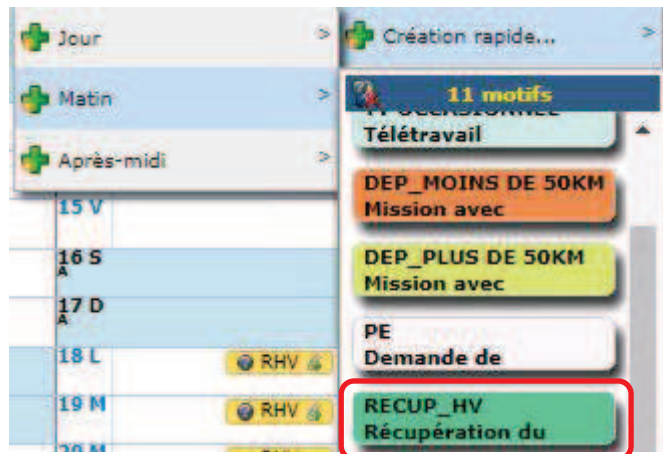 Jour >
Matin >
Après-midi >
15 V
16 S
A
17 D
A
18 L
RHV
19 M
RHV
Création rapide... >
11 motifs
Télétravail
DEP_MOINS DE 50KM
Mission avec
DEP_PLUS DE 50KM
Mission avec
PE
Demande de
RECUP_HV
Récupération du